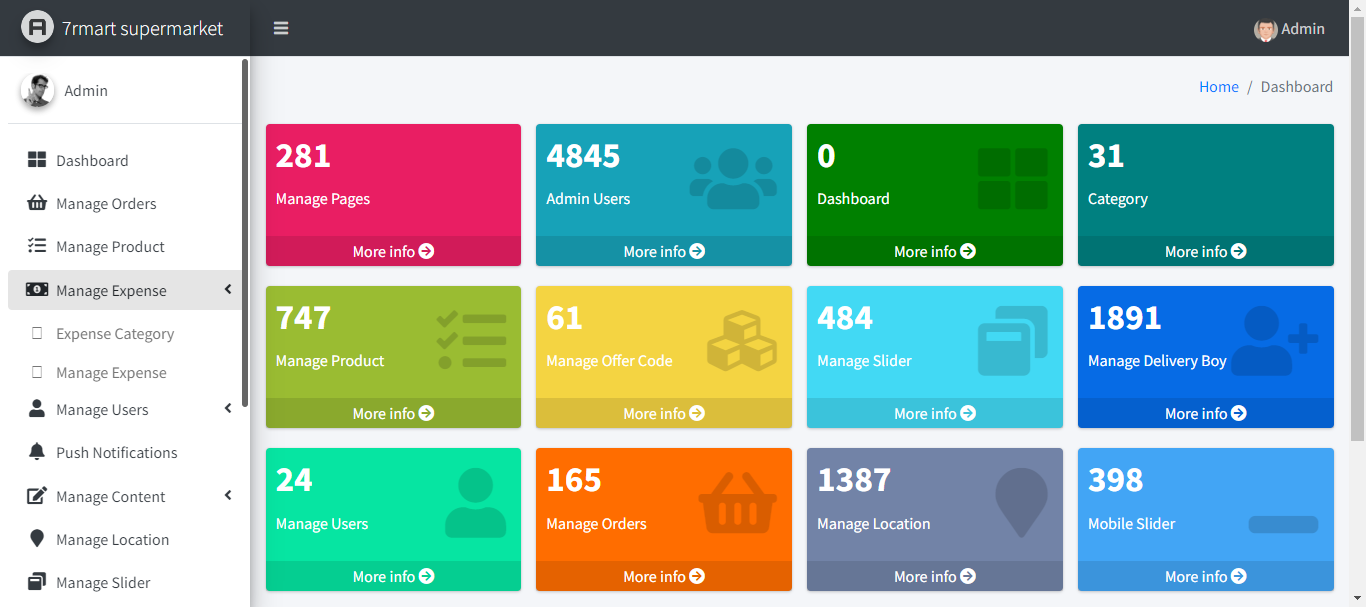 7rmart supermarket
Admin
Admin
Home / Dashboard
Dashboard
Manage Orders
Manage Product
Manage Expense
Expense Category
Manage Expense
Manage Users
Push Notifications
Manage Content
Manage Location
Manage Slider
281
Manage Pages
More info
4845
Admin Users
More info
0
Dashboard
More info
31
Category
More info
747
Manage Product
More info
61
Manage Offer Code
More info
484
Manage Slider
More info
1891
Manage Delivery Boy
More info
24
Manage Users
More info
165
Manage Orders
More info
1387
Manage Location
More info
398
Mobile Slider
More info